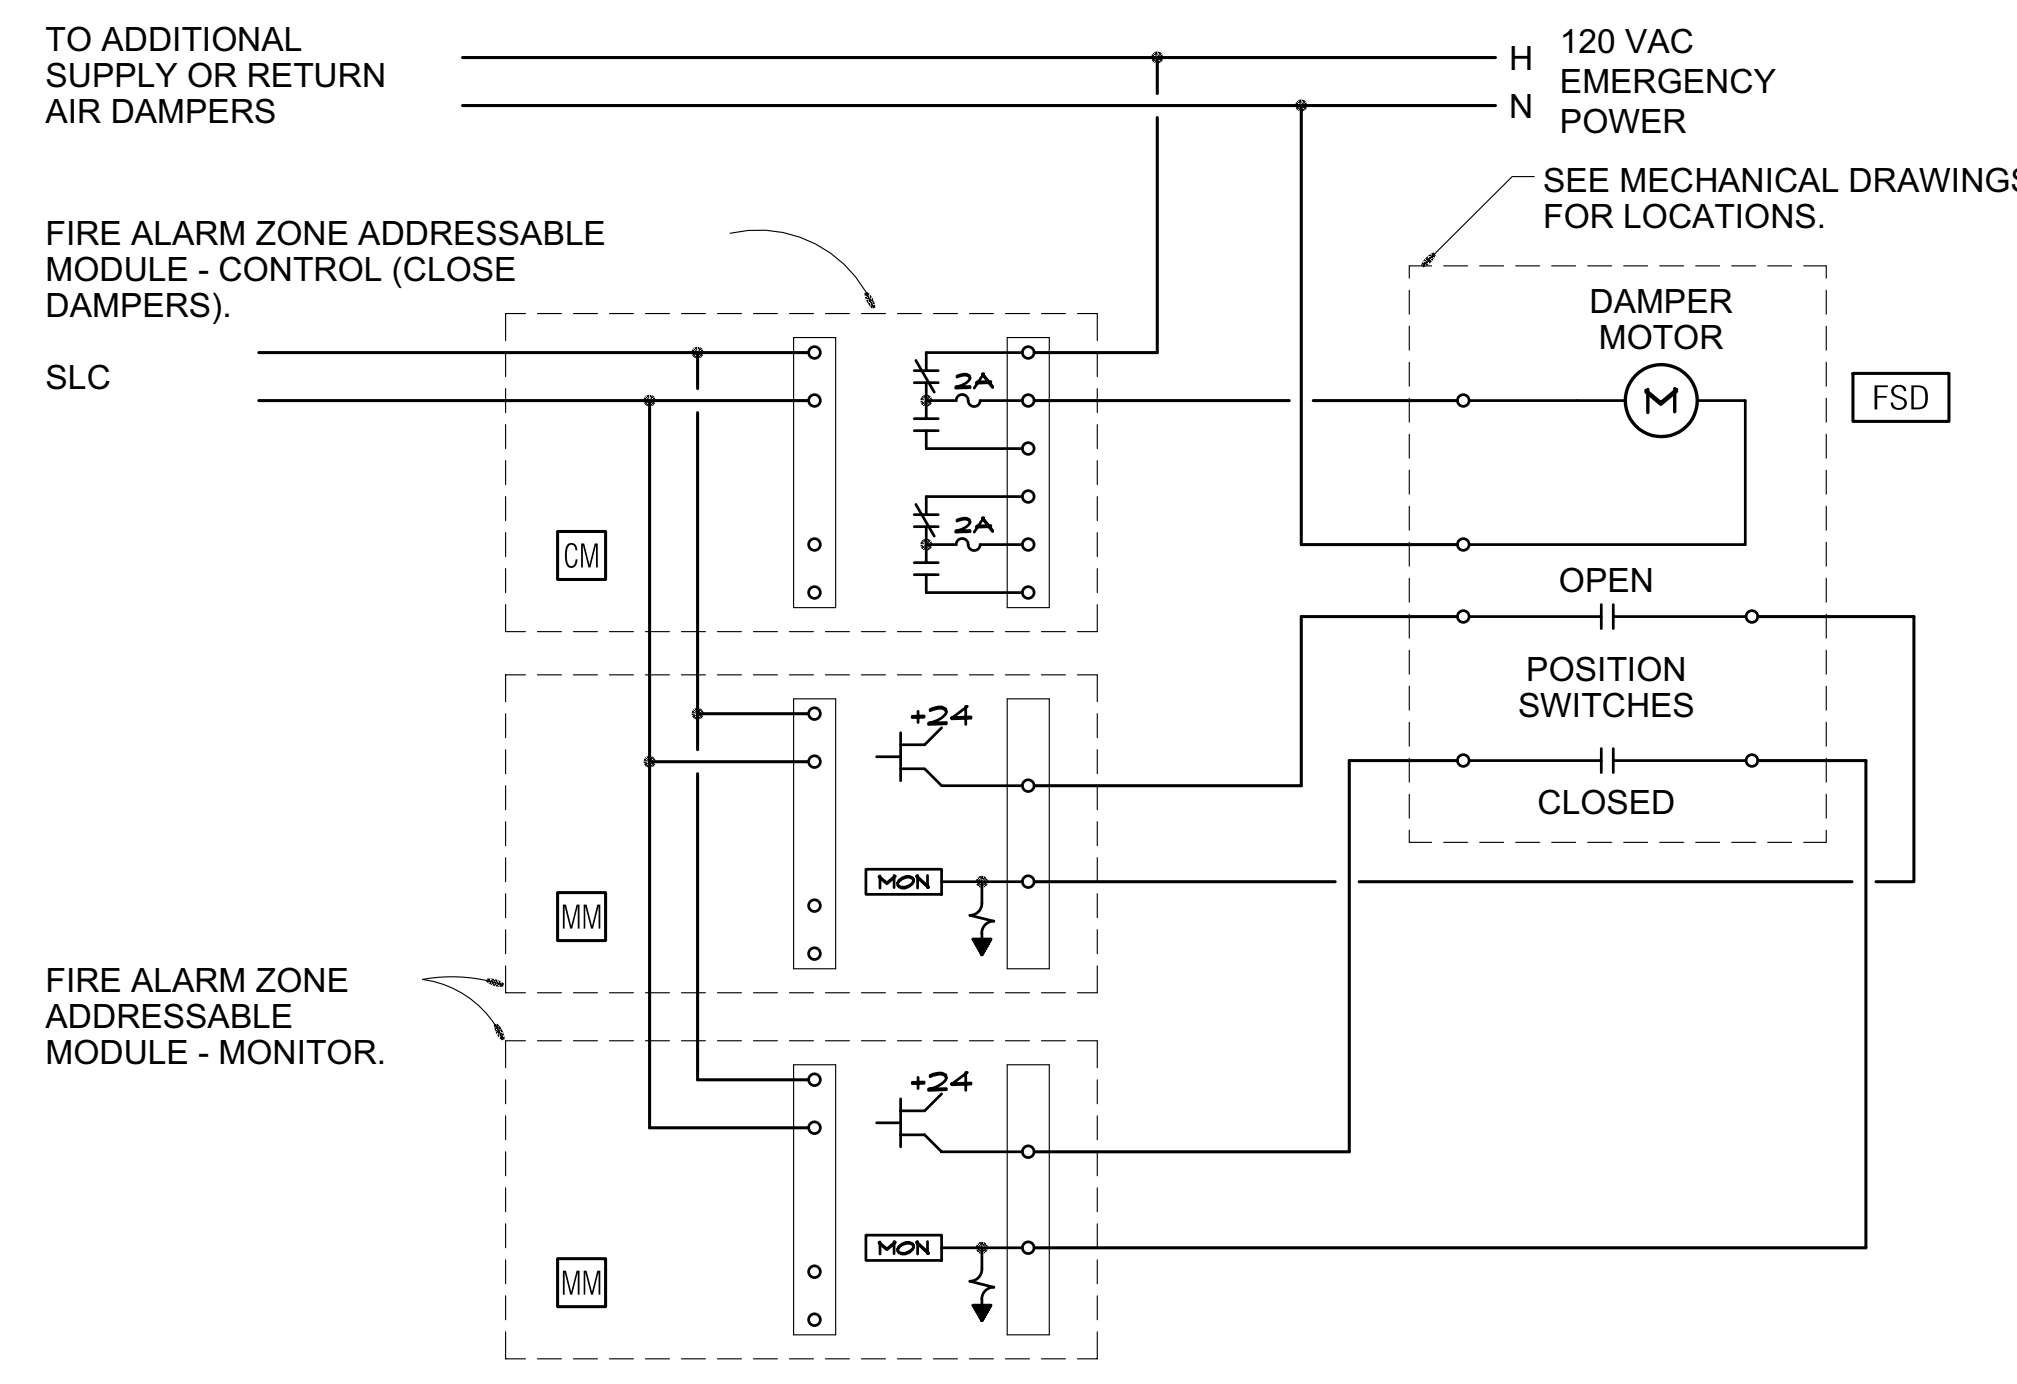 TO ADDITIONAL
SUPPLY OR RETURN
AIR DAMPERS
H
N
120 VAC
EMERGENCY
POWER
SEE MECHANICAL DRAWINGS
FOR LOCATIONS.
FIRE ALARM ZONE ADDRESSABLE
MODULE - CONTROL (CLOSE
DAMPERS).
SLC
2A
2A
CM
DAMPER
MOTOR
M
FSD
OPEN
POSITION
SWITCHES
CLOSED
+24
MON
MM
FIRE ALARM ZONE
ADDRESSABLE
MODULE - MONITOR.
+24
MON
MM